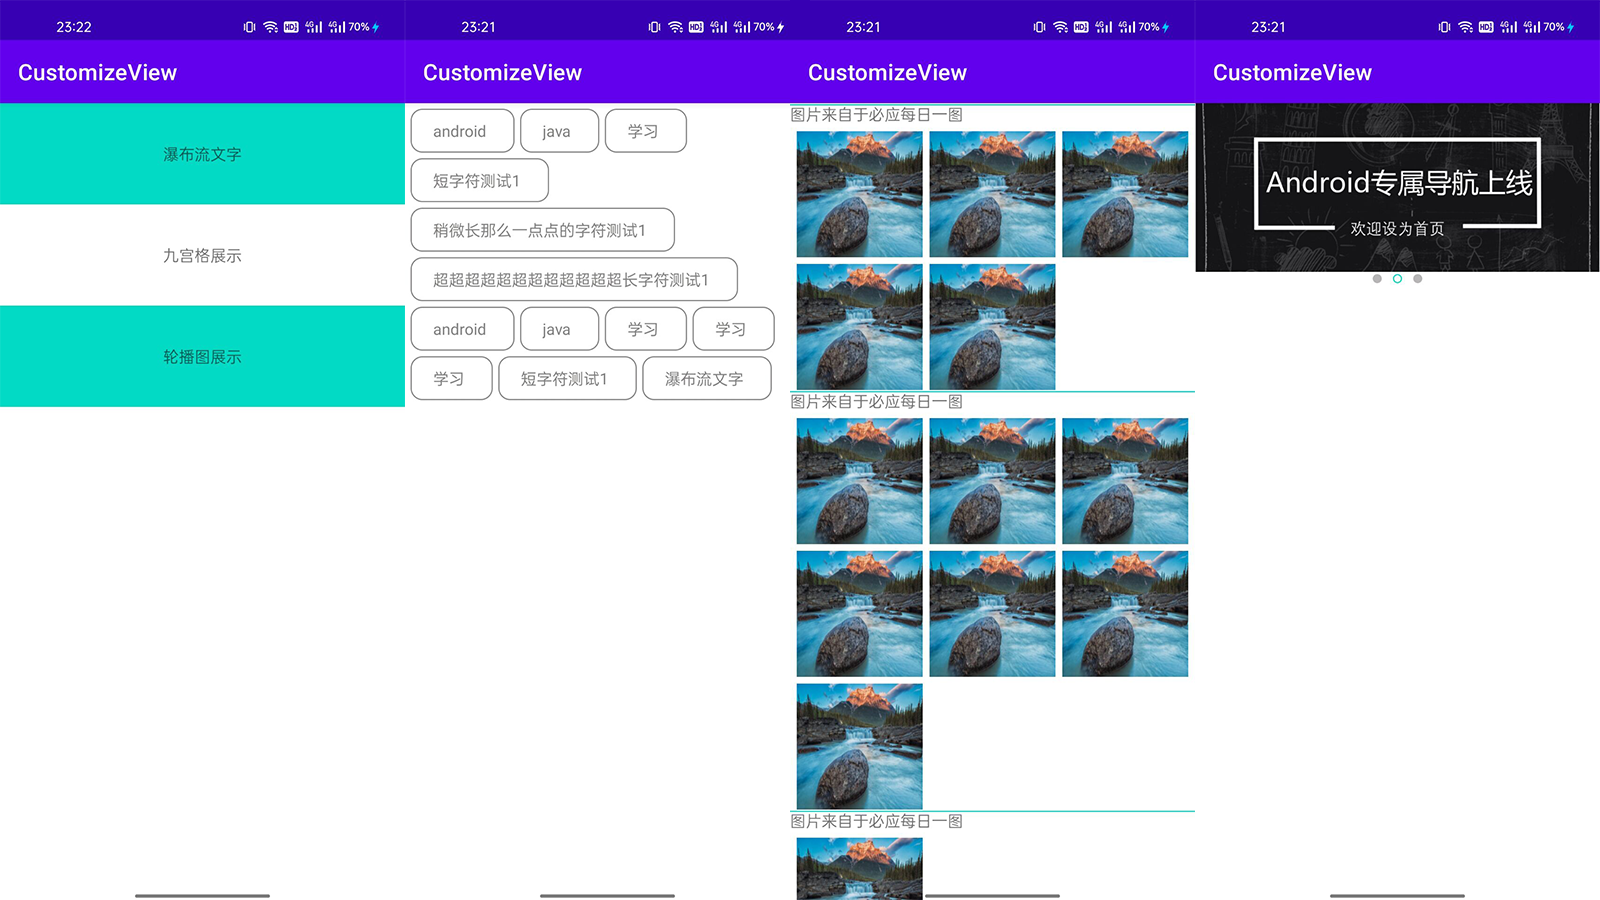 23:22
HD 4G 4G 70%
CustomizeView
瀑布流文字
九宫格展示
轮播图展示
23:21
HD 4G 4G 70%
CustomizeView
android java 学习
短字符测试1
稍微长那么一点点的字符测试1
超超超超超超超超超超超超长字符测试1
android java 学习 学习
学习 短字符测试1 瀑布流文字
23:21
HD 4G 4G 70%
CustomizeView
图片来自于必应每日一图
图片来自于必应每日一图
图片来自于必应每日一图
23:21
HD 4G 4G 70%
CustomizeView
Android专属导航上线
欢迎设为首页